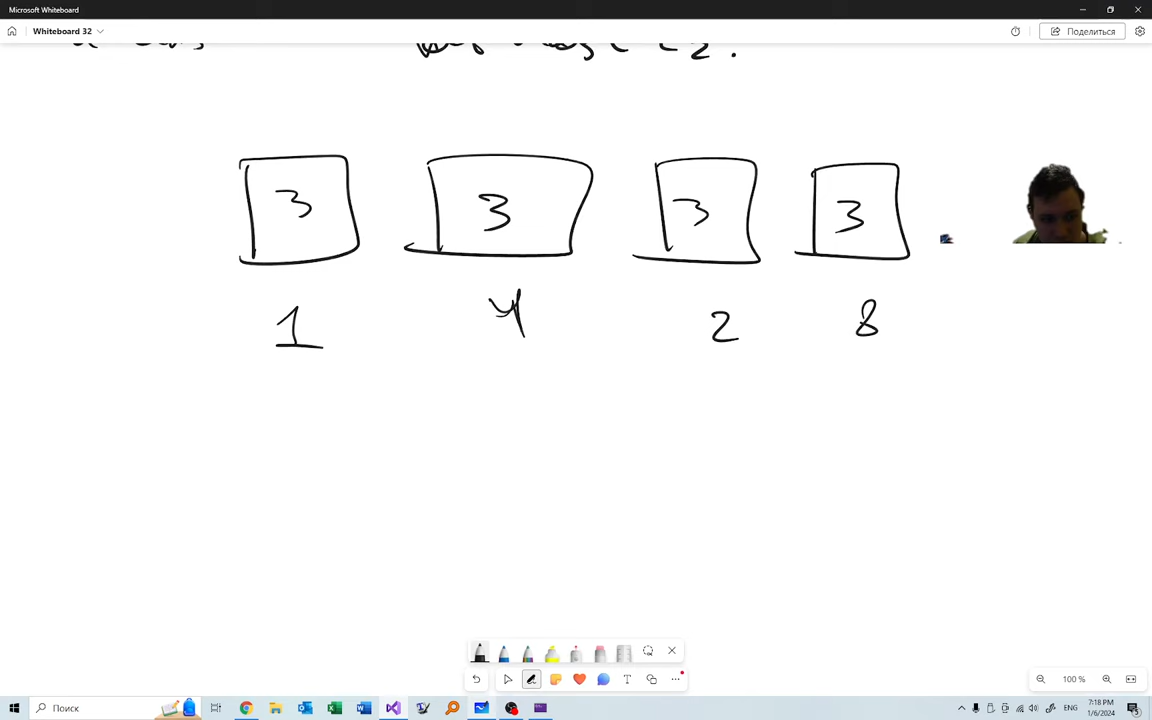 Microsoft Whiteboard
Whiteboard 32
Поделиться
3 3 3 3
1 4 2 8
100 %
Поиск
ENG
7:18 PM
1/6/2024
5